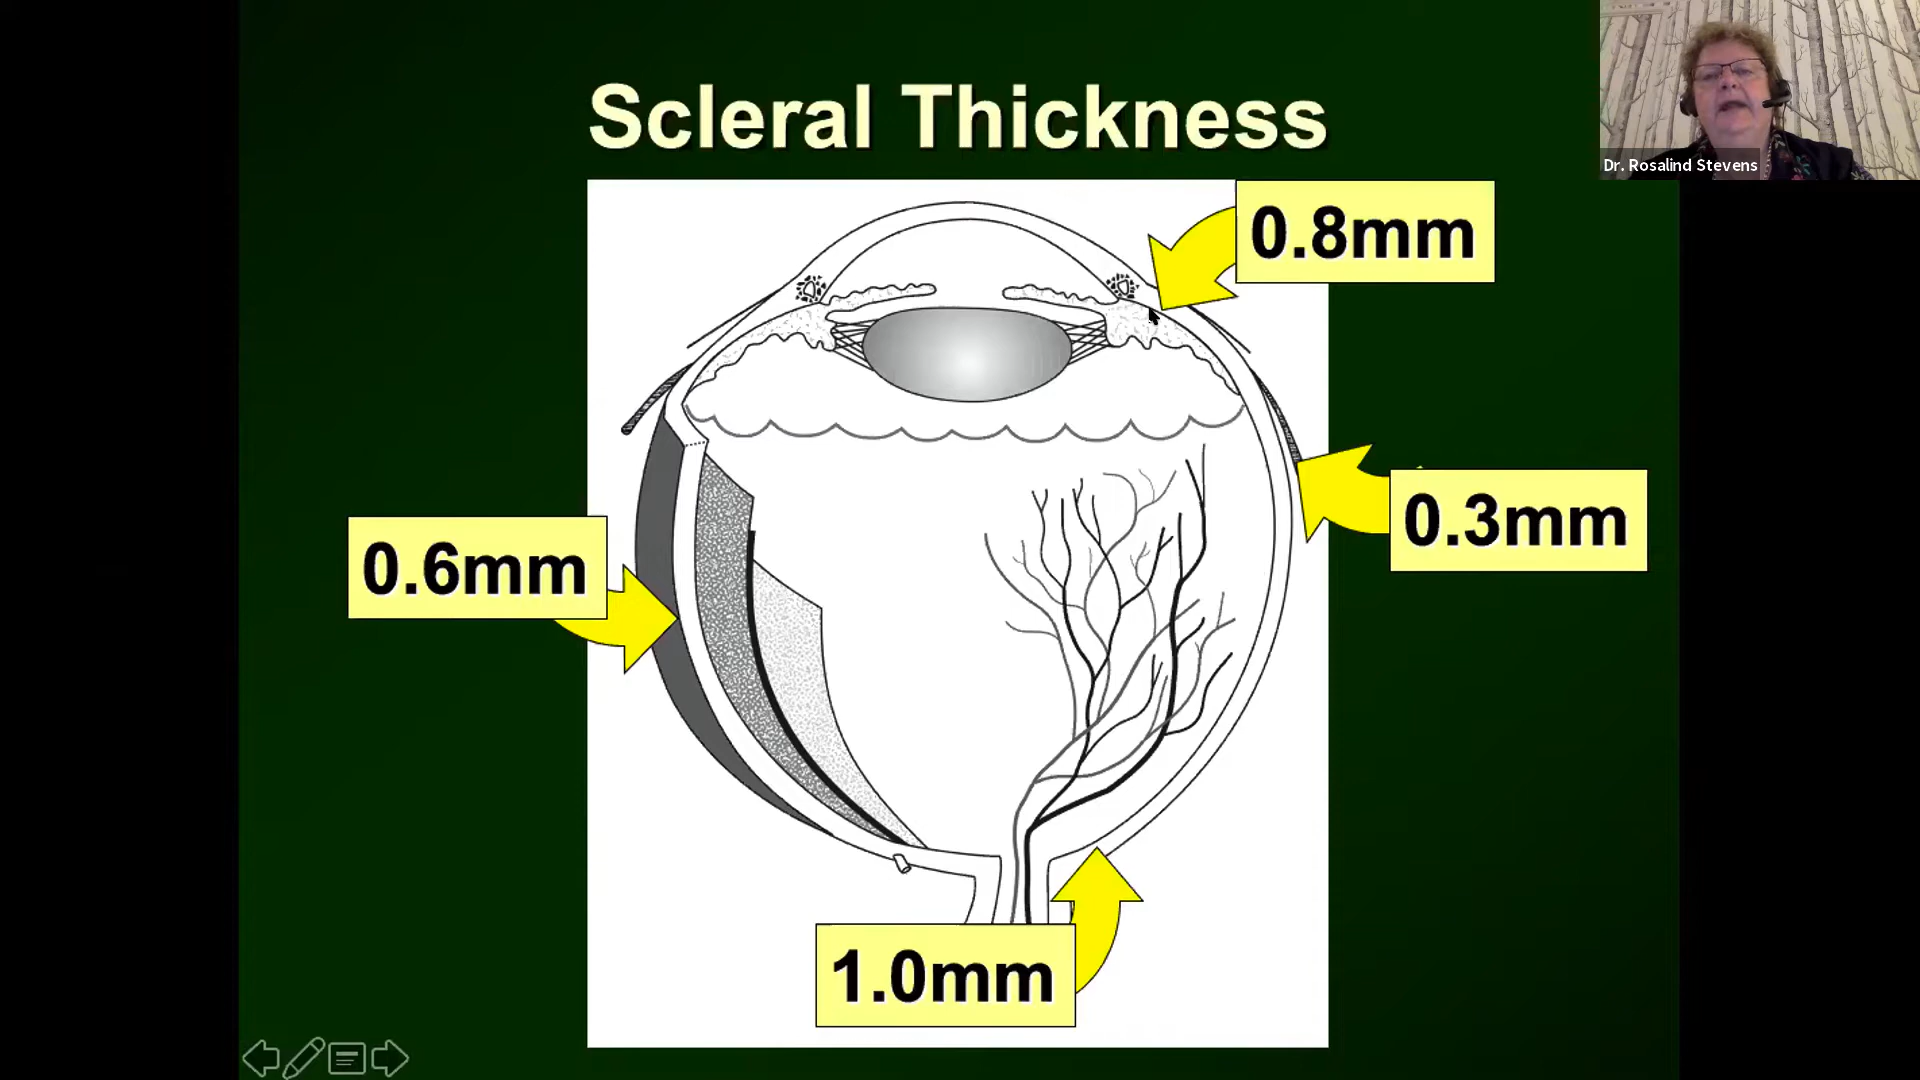 Scleral Thickness
Dr. Rosalind Stevens
0.8mm
0.3mm
0.6mm
1.0mm